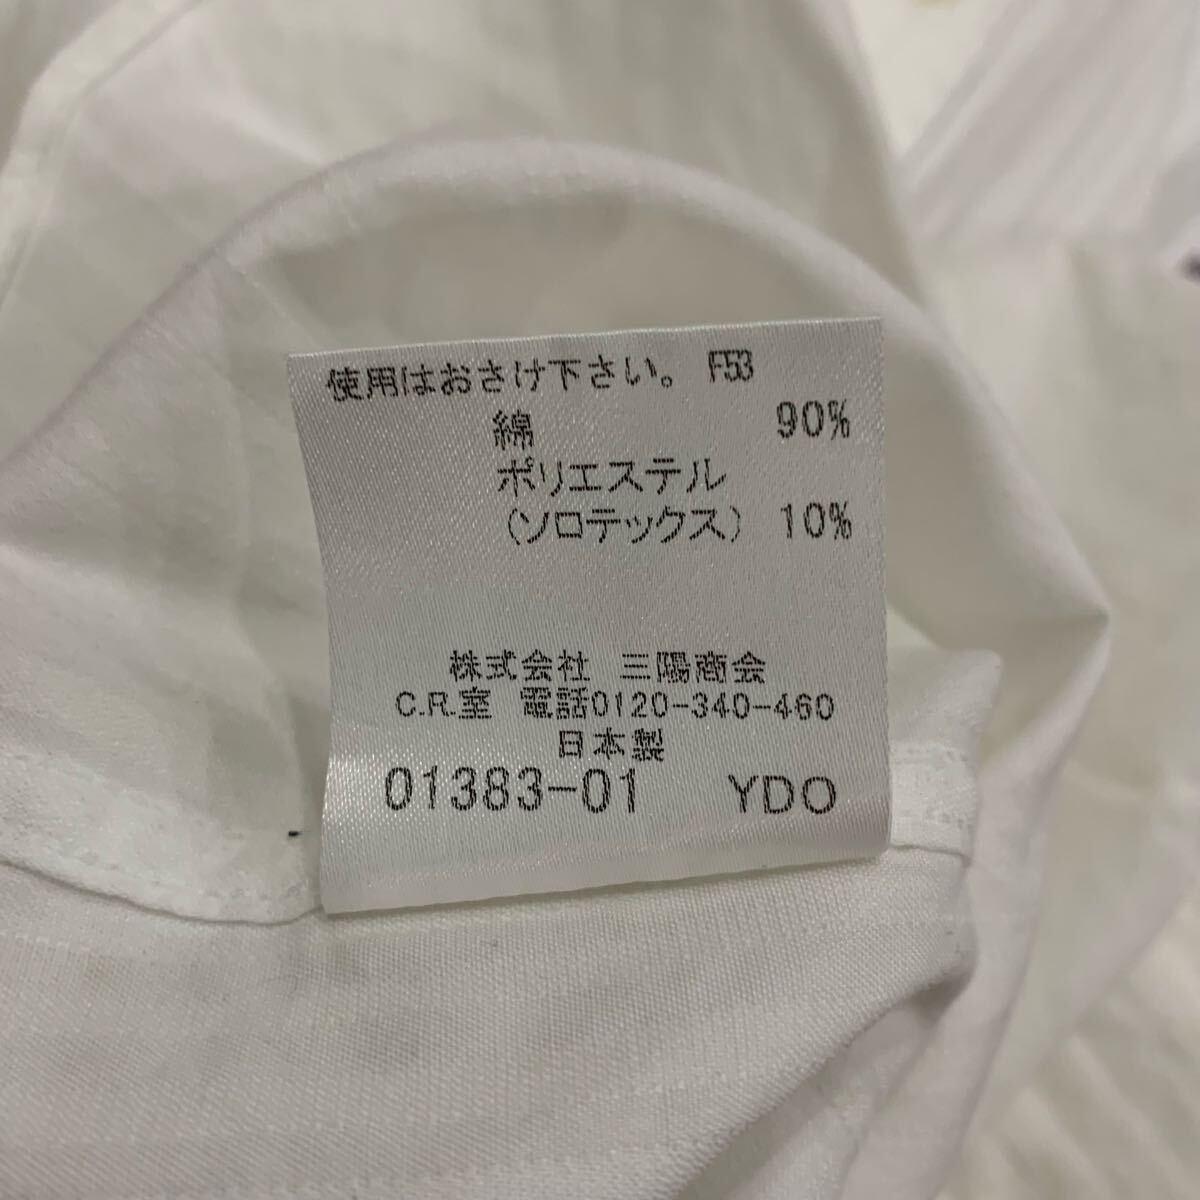 使用はおさけ下さい。 F53
綿 90%
ポリエステル
(ソロテックス) 10%
株式会社 三陽商会
C.R.室 電話0120-340-460
日本製
01383-01 YDO